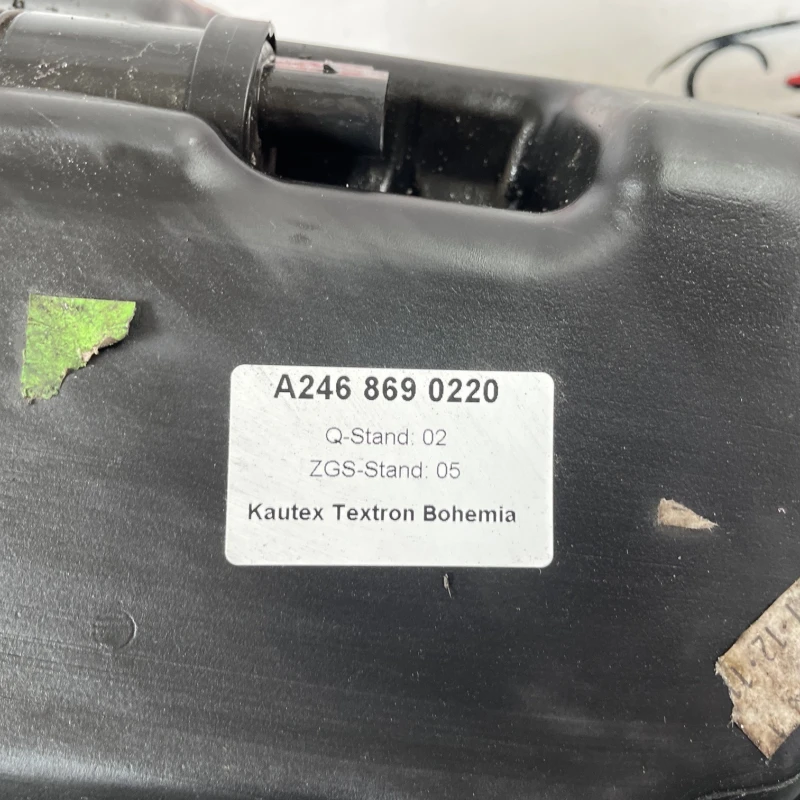 A246 869 0220
Q-Stand: 02
ZGS-Stand: 05
Kautex Textron Bohemia